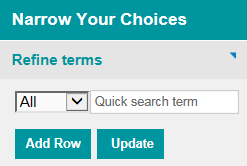 Narrow Your Choices
Refine terms
All Quick search term
Add Row Update